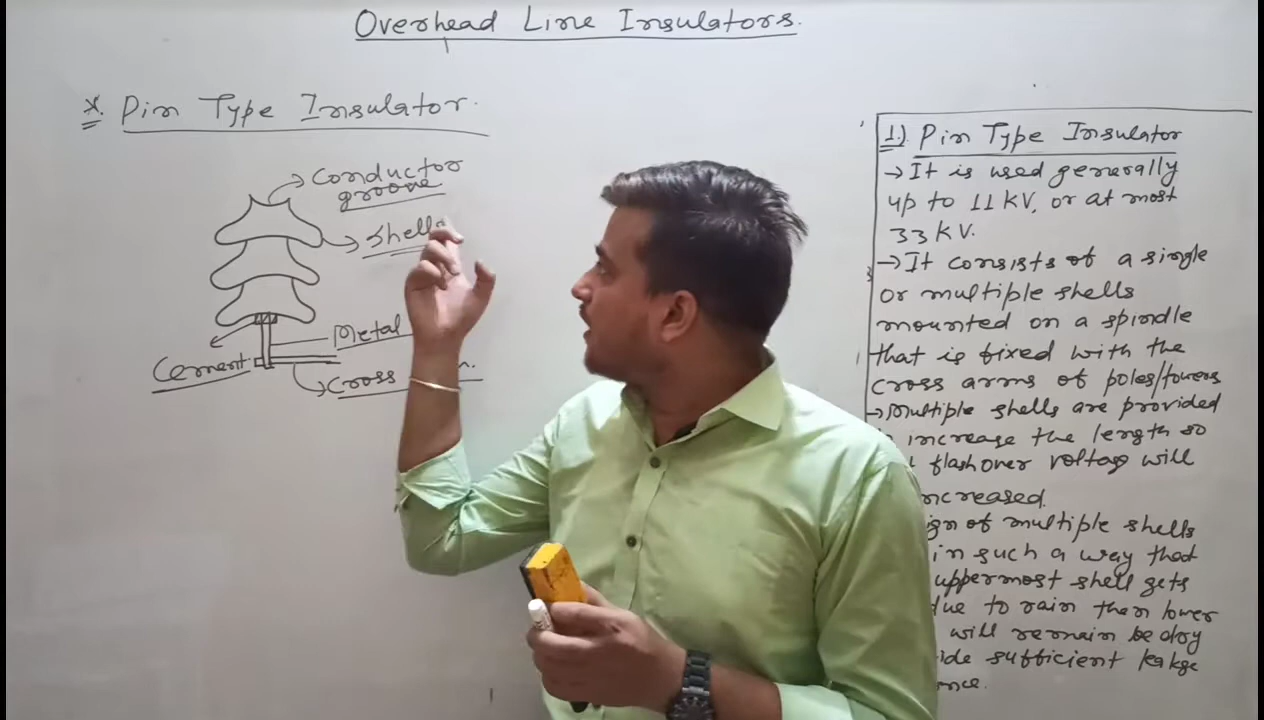 Overhead Line Insulators.
* Pin Type Insulator.
Conductor
groove
Shells
Metal
Cement
Cross
1.) Pin Type Insulator
→ It is used generally
up to 11 KV, or at most
33 KV.
→ It consists of a single
or multiple shells
mounted on a spindle
that is fixed with the
cross arms of poles/towers
→ Multiple shells are provided
increase the length so
flashover voltage will
increased.
of multiple shells
in such a way that
uppermost shell gets
due to rain then lower
will remain be dry
sufficient leakge